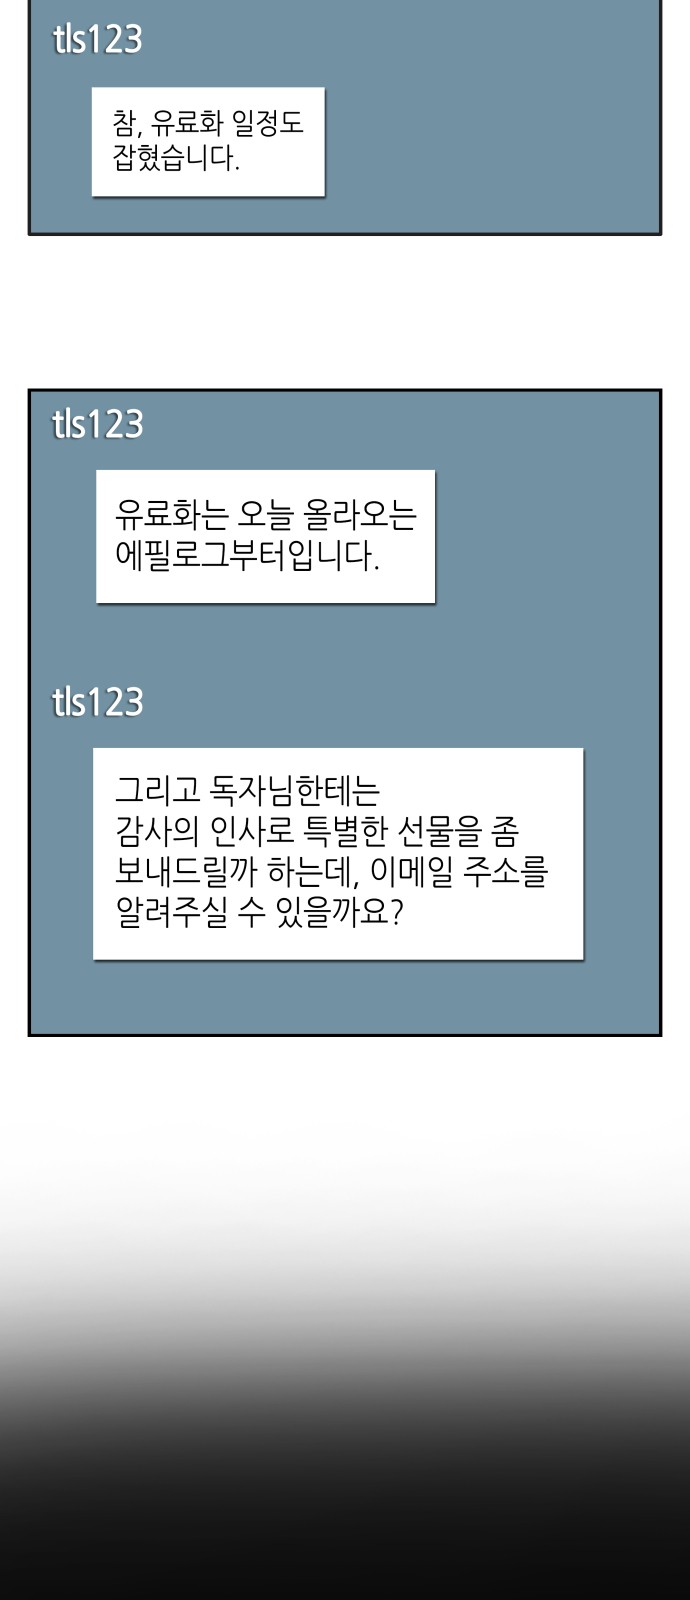 tls123
참, 유료화 일정도
잡혔습니다.
tls123
유료화는 오늘 올라오는
에필로그부터입니다.
tls123
그리고 독자님한테는
감사의 인사로 특별한 선물을 좀
보내드릴까 하는데, 이메일 주소를
알려주실 수 있을까요?